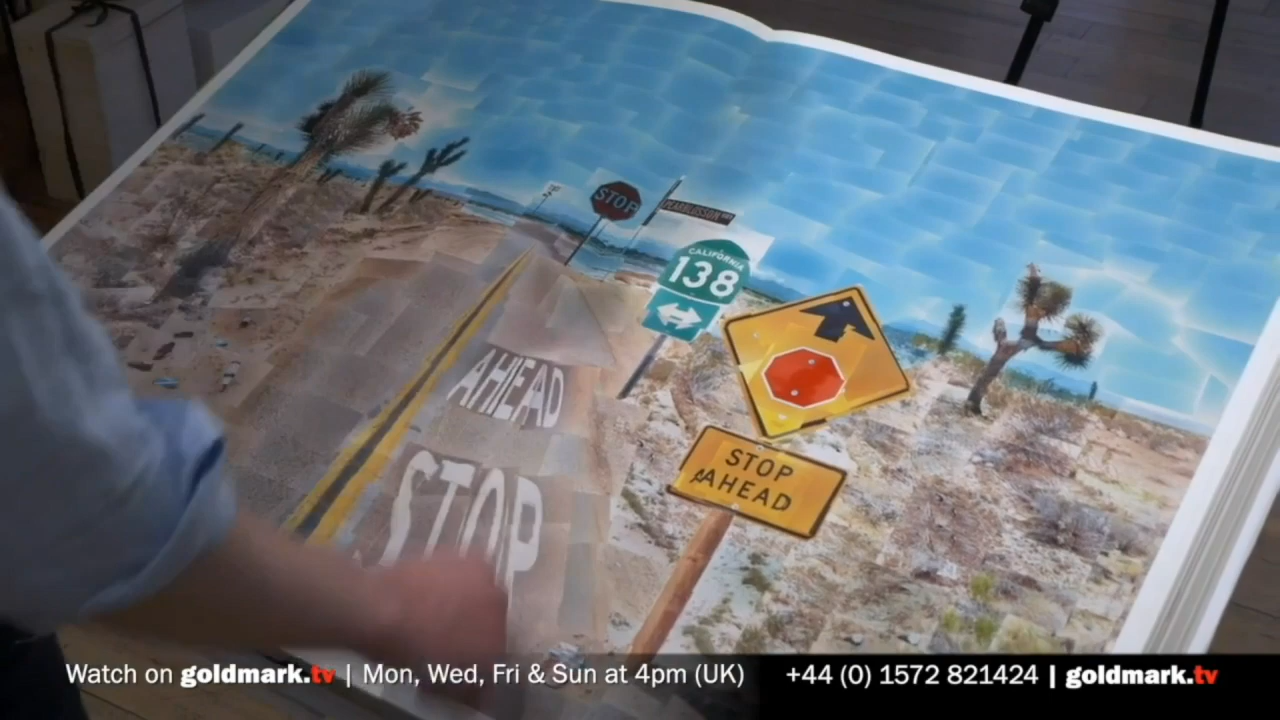 STOP
PEARBLOSSOM HWY
CALIFORNIA
138
AHEAD
STOP
STOP
AHEAD
Watch on goldmark.tv | Mon, Wed, Fri & Sun at 4pm (UK) +44 (0) 1572 821424 | goldmark.tv